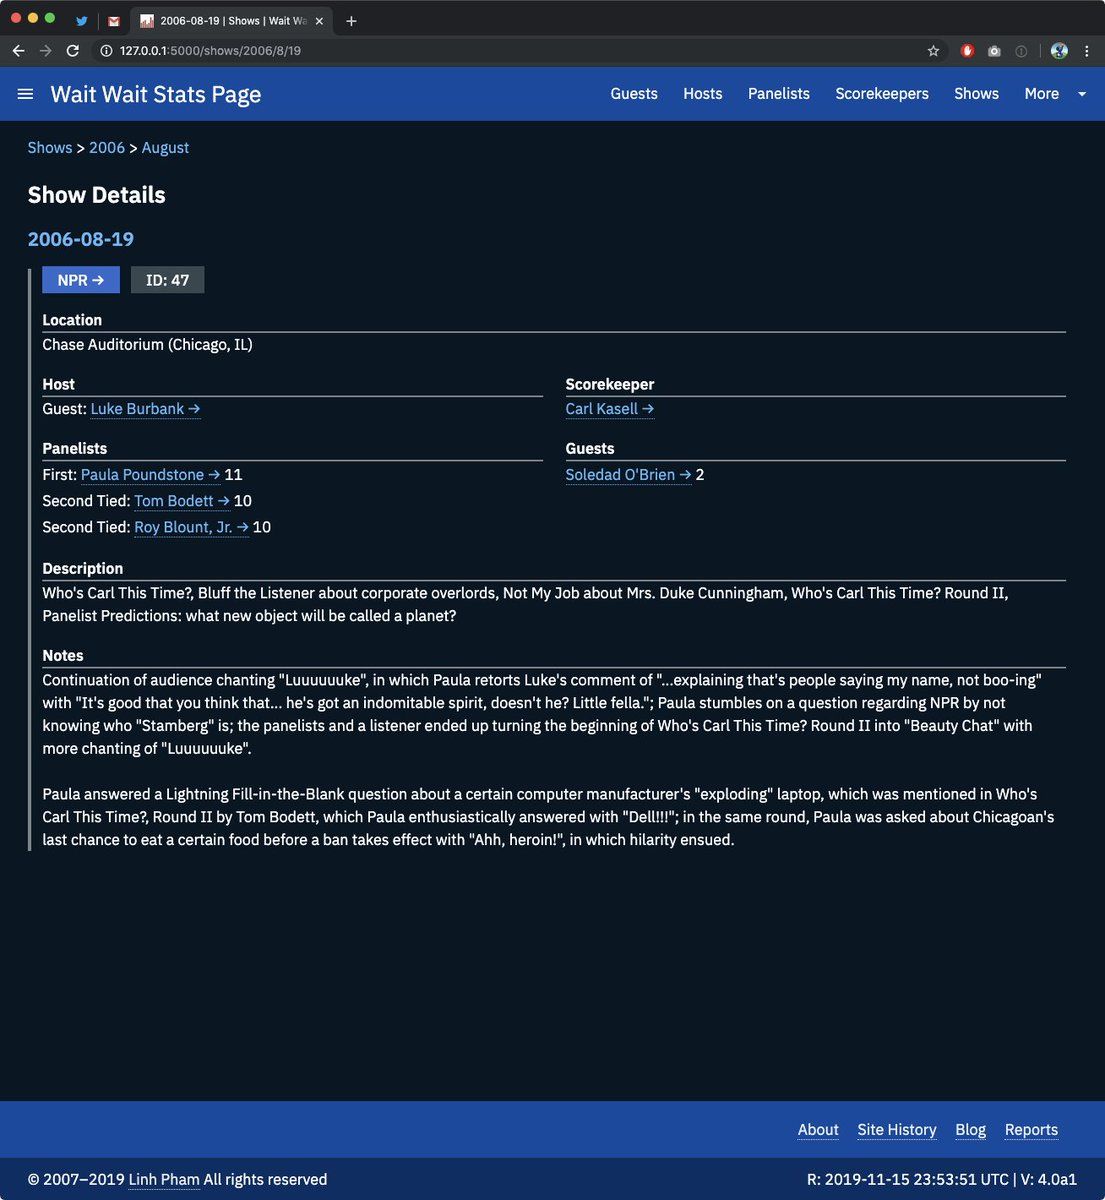 2006-08-19 | Shows | Wait Wa
127.0.0.1:5000/shows/2006/8/19
Wait Wait Stats Page
Guests Hosts Panelists Scorekeepers Shows More
Shows > 2006 > August
Show Details
2006-08-19
NPR → ID: 47
Location
Chase Auditorium (Chicago, IL)
Host
Guest: Luke Burbank →
Scorekeeper
Carl Kasell →
Panelists
First: Paula Poundstone → 11
Second Tied: Tom Bodett → 10
Second Tied: Roy Blount, Jr. → 10
Guests
Soledad O'Brien → 2
Description
Who's Carl This Time?, Bluff the Listener about corporate overlords, Not My Job about Mrs. Duke Cunningham, Who's Carl This Time? Round II,
Panelist Predictions: what new object will be called a planet?
Notes
Continuation of audience chanting "Luuuuuuke", in which Paula retorts Luke's comment of "...explaining that's people saying my name, not boo-ing"
with "It's good that you think that... he's got an indomitable spirit, doesn't he? Little fella."; Paula stumbles on a question regarding NPR by not
knowing who "Stamberg" is; the panelists and a listener ended up turning the beginning of Who's Carl This Time? Round II into "Beauty Chat" with
more chanting of "Luuuuuuke".
Paula answered a Lightning Fill-in-the-Blank question about a certain computer manufacturer's "exploding" laptop, which was mentioned in Who's
Carl This Time?, Round II by Tom Bodett, which Paula enthusiastically answered with "Dell!!!"; in the same round, Paula was asked about Chicagoan's
last chance to eat a certain food before a ban takes effect with "Ahh, heroin!", in which hilarity ensued.
About Site History Blog Reports
© 2007–2019 Linh Pham All rights reserved
R: 2019-11-15 23:53:51 UTC | V: 4.0a1